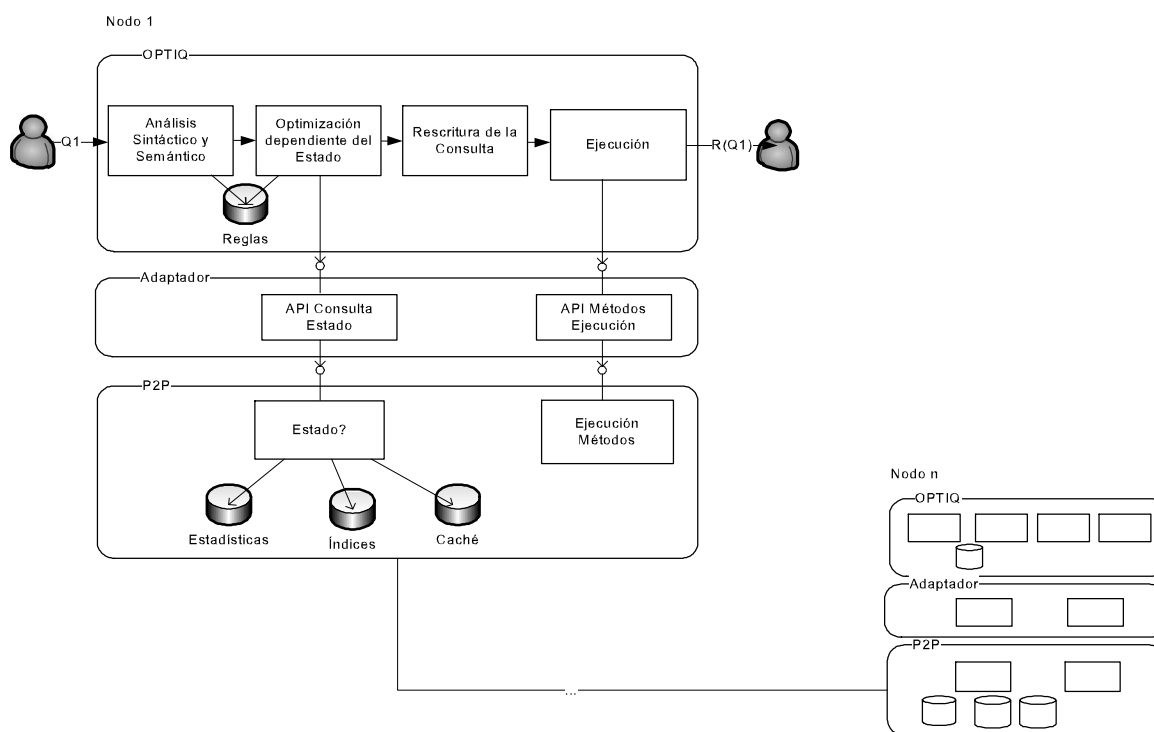 Nodo 1
OPTIQ
Q1
Análisis
Sintáctico y
Semántico
Optimización
dependiente del
Estado
Rescritura de la
Consulta
Ejecución
R(Q1)
Reglas
Adaptador
API Consulta
Estado
API Métodos
Ejecución
P2P
Estado?
Ejecución
Métodos
Estadísticas
Índices
Caché
Nodo n
OPTIQ
Adaptador
P2P
...